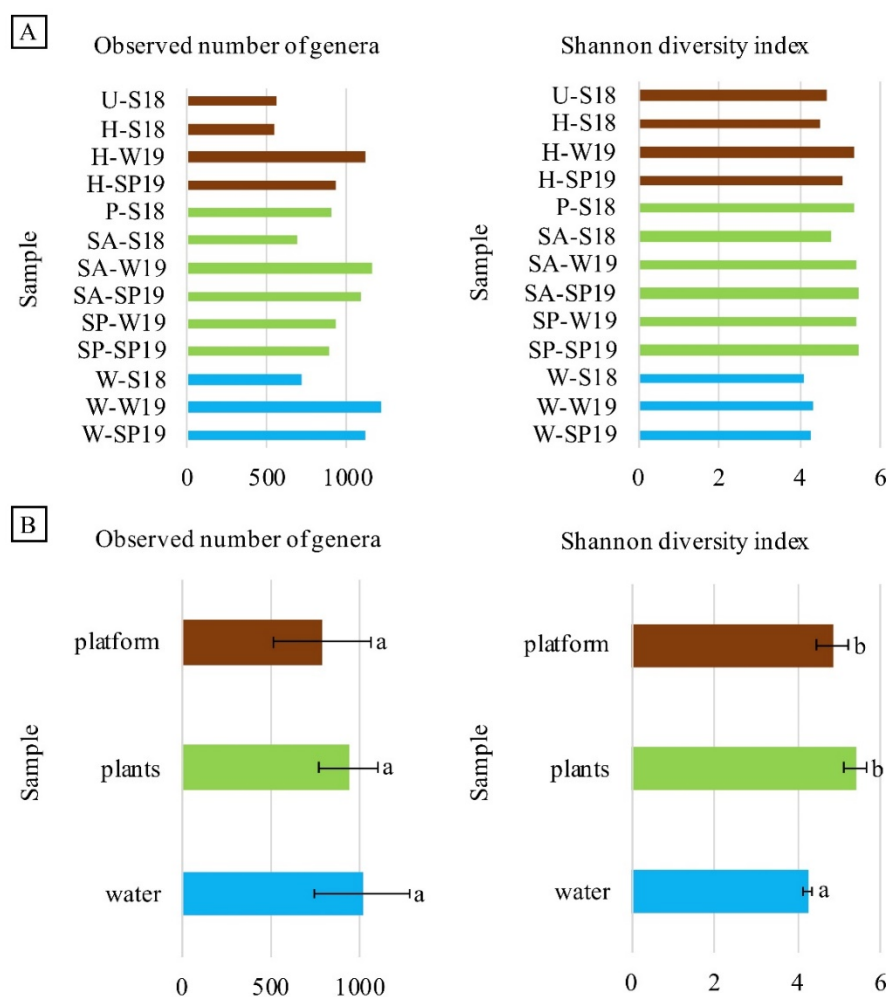 A
Observed number of genera
Shannon diversity index
Sample
U-S18
H-S18
H-W19
H-SP19
P-S18
SA-S18
SA-W19
SA-SP19
SP-W19
SP-SP19
W-S18
W-W19
W-SP19
0 500 1000
Sample
U-S18
H-S18
H-W19
H-SP19
P-S18
SA-S18
SA-W19
SA-SP19
SP-W19
SP-SP19
W-S18
W-W19
W-SP19
0 2 4 6
B
Observed number of genera
Shannon diversity index
Sample
platform a
plants a
water a
0 500 1000
Sample
platform b
plants b
water a
0 2 4 6